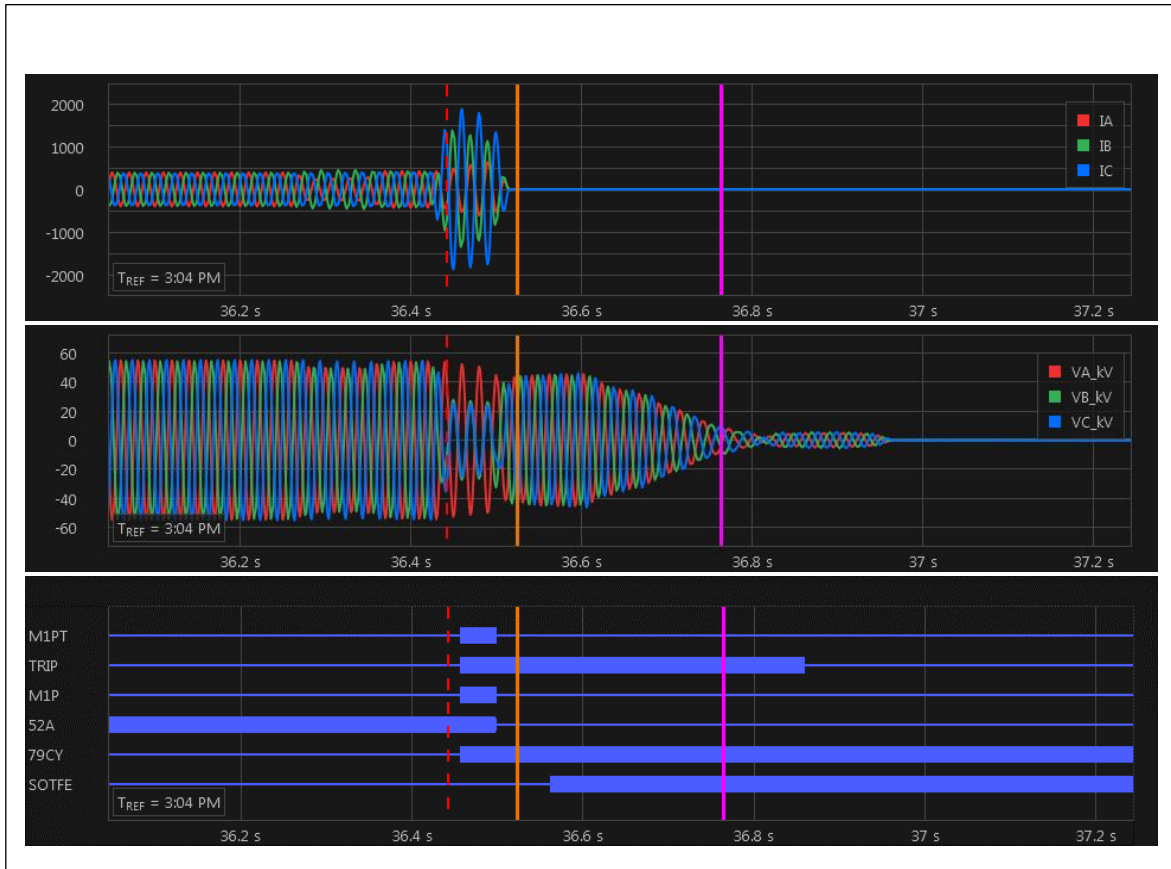 2000
1000
0
-1000
-2000
IA
IB
IC
TREF = 3:04 PM
36.2 s 36.4 s 36.6 s 36.8 s 37 s 37.2 s
60
40
20
0
-20
-40
-60
VA_kV
VB_kV
VC_kV
TREF = 3:04 PM
36.2 s 36.4 s 36.6 s 36.8 s 37 s 37.2 s
M1PT
TRIP
M1P
52A
79CY
SOTFE
TREF = 3:04 PM
36.2 s 36.4 s 36.6 s 36.8 s 37 s 37.2 s